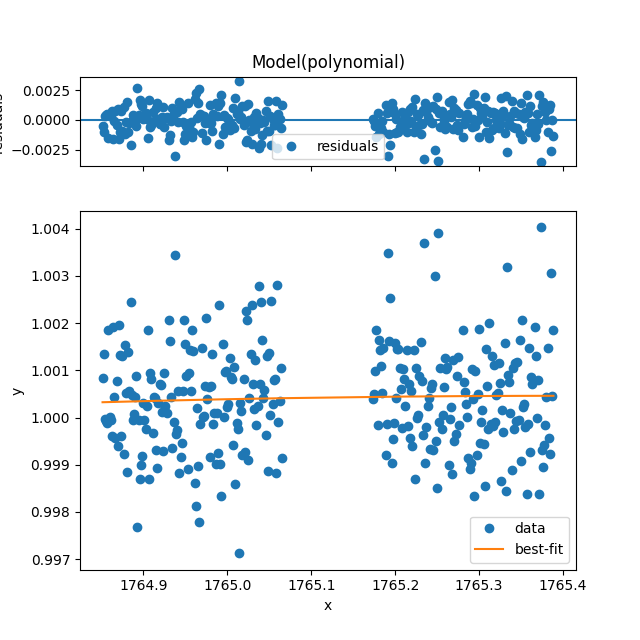 Model(polynomial)
0.0025
0.0000
−0.0025
residuals
1.004
1.003
1.002
1.001
1.000
0.999
0.998
0.997
y
data
best-fit
1764.9
1765.0
1765.1
1765.2
1765.3
1765.4
x